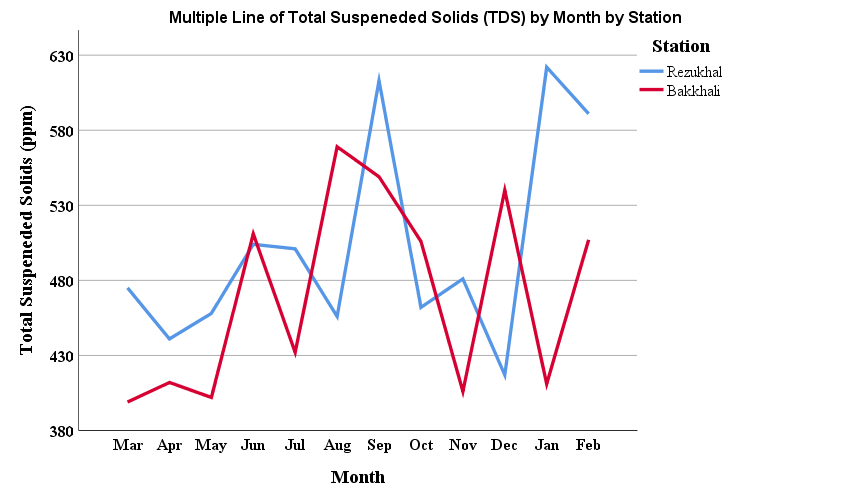 Multiple Line of Total Suspeneded Solids (TDS) by Month by Station
Station
Rezukhal
Bakkhali
Total Suspeneded Solids (ppm)
630
580
530
480
430
380
Mar Apr May Jun Jul Aug Sep Oct Nov Dec Jan Feb
Month